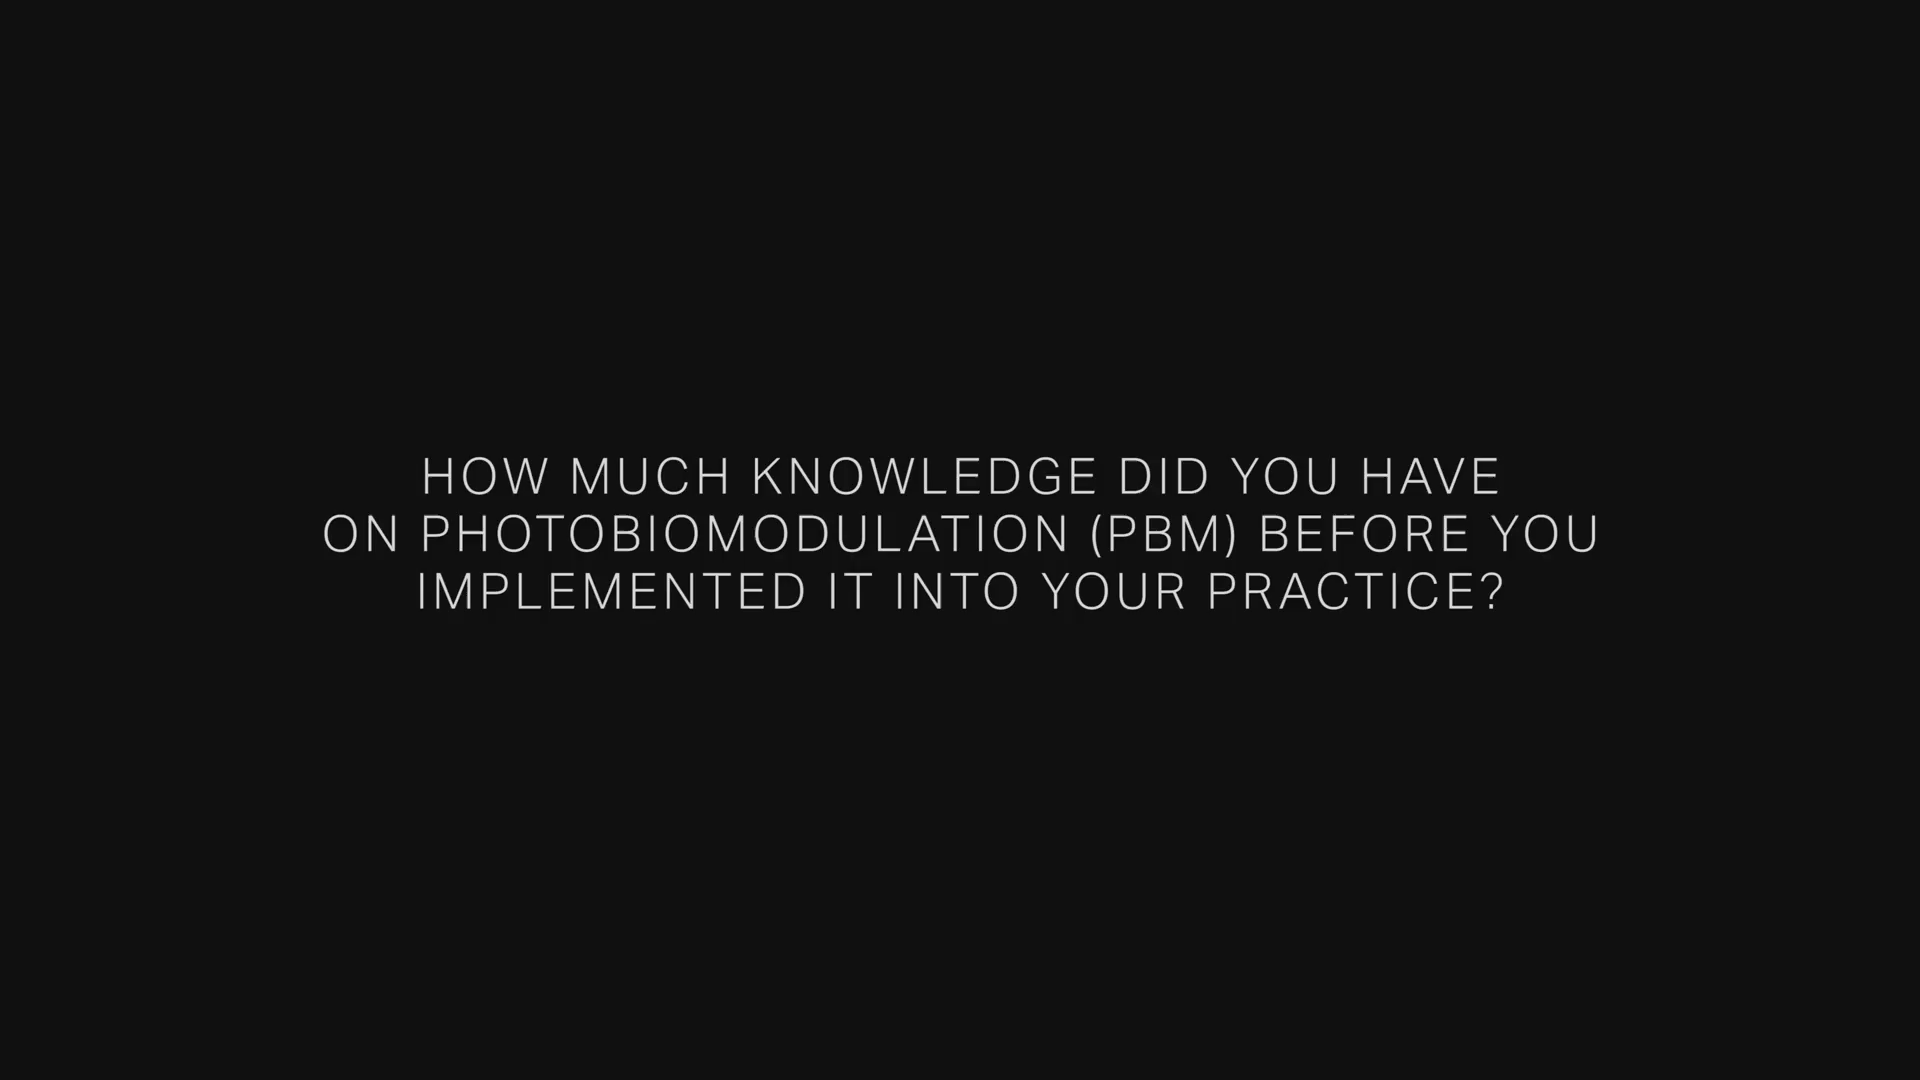 HOW MUCH KNOWLEDGE DID YOU HAVE
ON PHOTOBIOMODULATION (PBM) BEFORE YOU
IMPLEMENTED IT INTO YOUR PRACTICE?